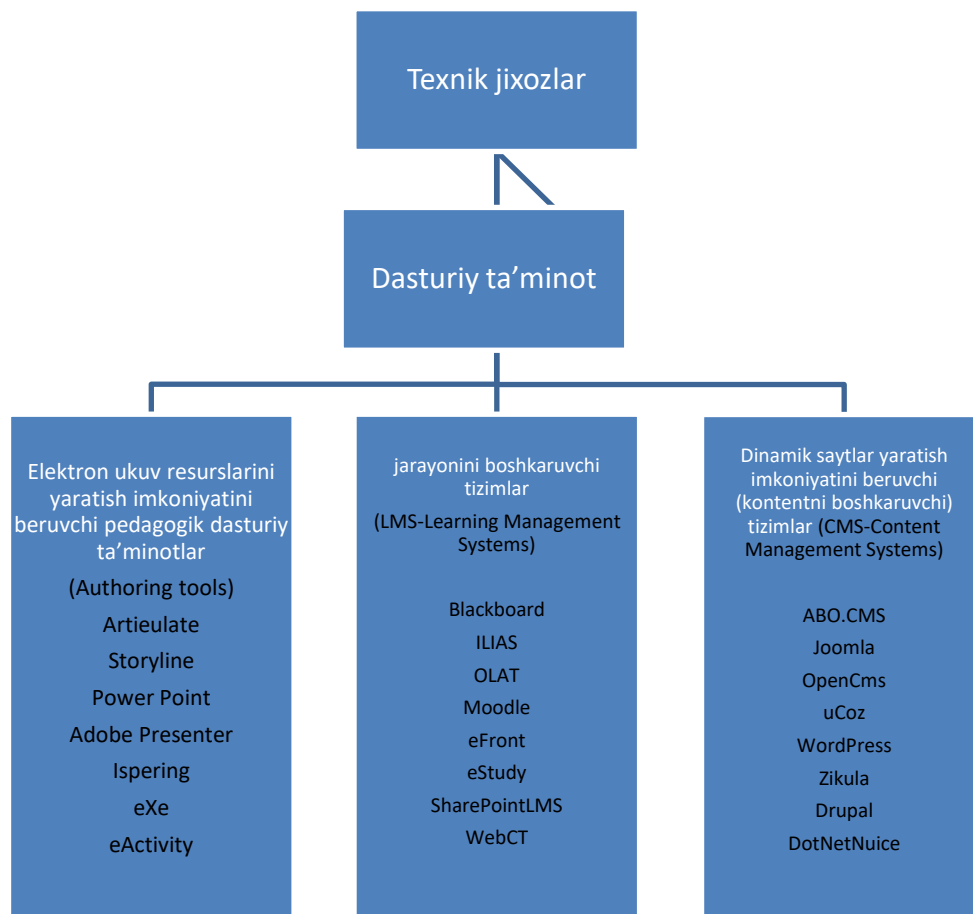 Texnik jixozlar
Dasturiy ta’minot
Elektron ukuv resurslarini
yaratish imkoniyatini
beruvchi pedagogik dasturiy
ta’minotlar
(Authoring tools)
Artieulate
Storyline
Power Point
Adobe Presenter
Ispering
eXe
eActivity
jarayonini boshkaruvchi
tizimlar
(LMS-Learning Management
Systems)
Blackboard
ILIAS
OLAT
Moodle
eFront
eStudy
SharePointLMS
WebCT
Dinamik saytlar yaratish
imkoniyatini beruvchi
(kontentni boshkaruvchi)
tizimlar (CMS-Content
Management Systems)
ABO.CMS
Joomla
OpenCms
uCoz
WordPress
Zikula
Drupal
DotNetNuice